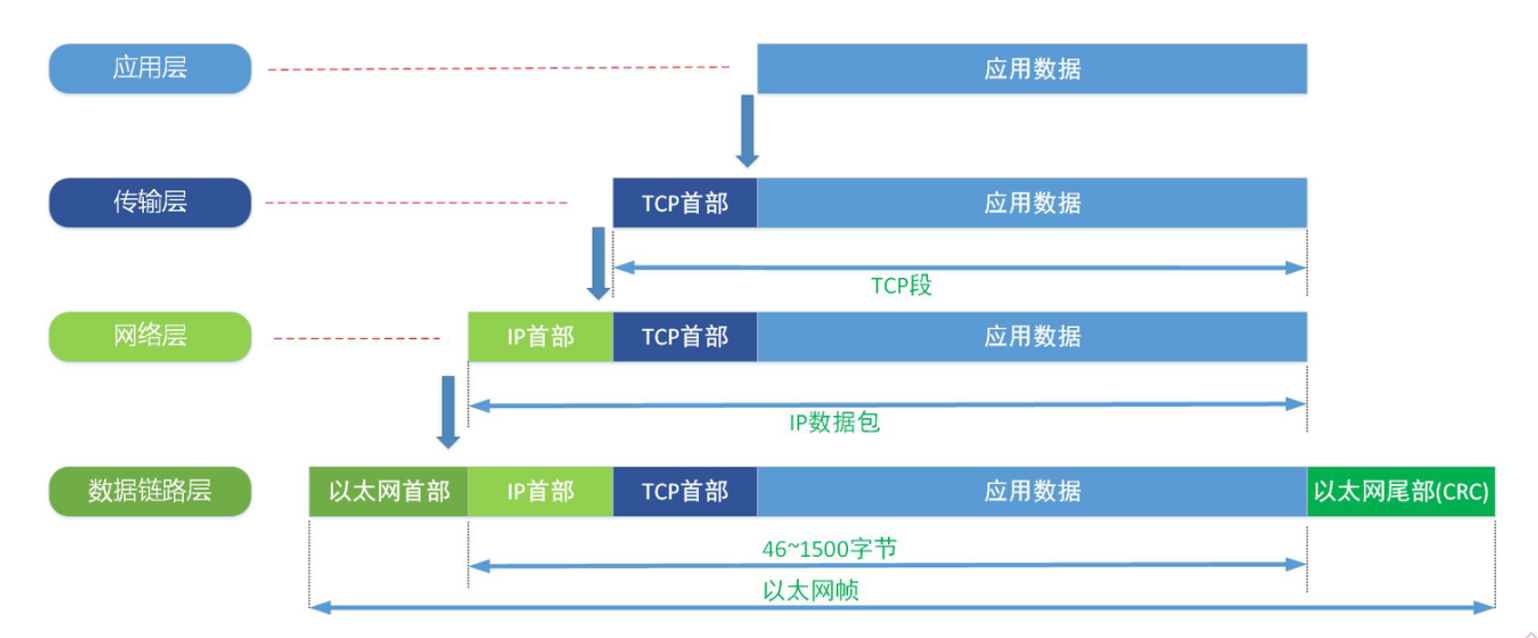 应用层 应用数据
传输层 TCP首部 应用数据
TCP段
网络层 IP首部 TCP首部 应用数据
IP数据包
数据链路层 以太网首部 IP首部 TCP首部 应用数据 以太网尾部(CRC)
46~1500字节
以太网帧